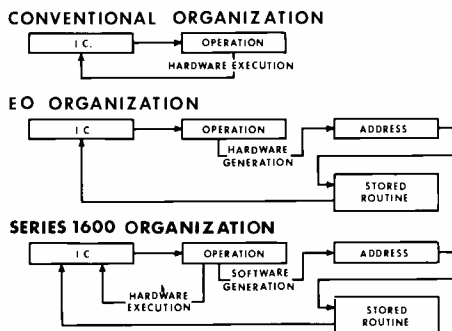 CONVENTIONAL ORGANIZATION
I C.
OPERATION
HARDWARE EXECUTION
EO ORGANIZATION
I C
OPERATION
ADDRESS
HARDWARE
GENERATION
STORED
ROUTINE
SERIES 1600 ORGANIZATION
I C
OPERATION
ADDRESS
SOFTWARE
GENERATION
HARDWARE
EXECUTION
STORED
ROUTINE